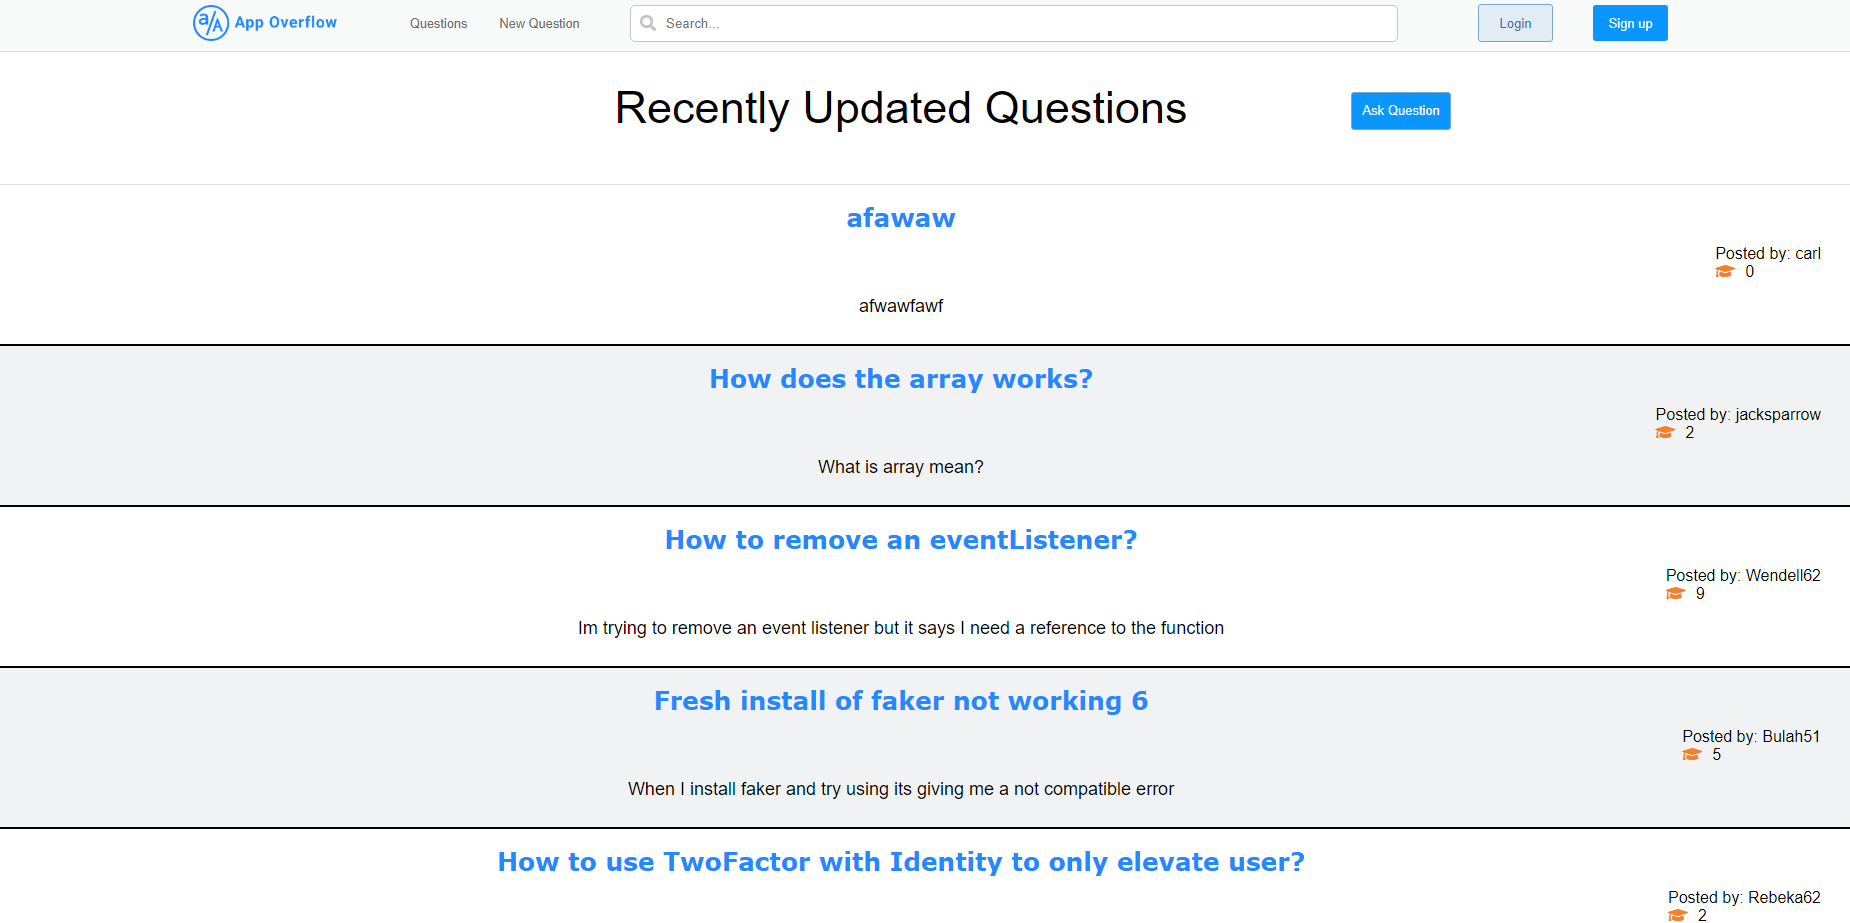 a/A App Overflow Questions New Question Search... Login Sign up
Recently Updated Questions Ask Question
afawaw
Posted by: carl
0
afwawfawf
How does the array works?
Posted by: jacksparrow
2
What is array mean?
How to remove an eventListener?
Posted by: Wendell62
9
Im trying to remove an event listener but it says I need a reference to the function
Fresh install of faker not working 6
Posted by: Bulah51
5
When I install faker and try using its giving me a not compatible error
How to use TwoFactor with Identity to only elevate user?
Posted by: Rebeka62
2